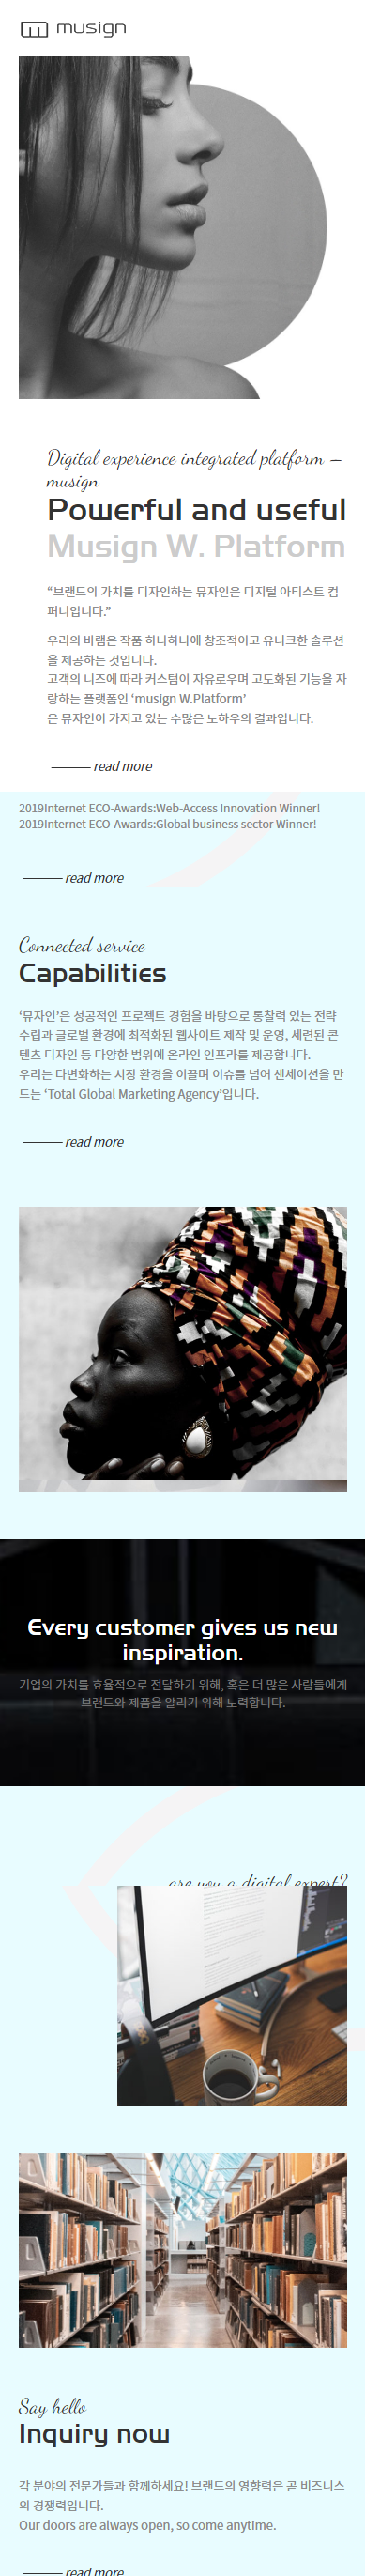 musign
Digital experience integrated platform –
musign
Powerful and useful
Musign W. Platform
“브랜드의 가치를 디자인하는 뮤자인은 디지털 아티스트 컴
퍼니입니다.”
우리의 바램은 작품 하나하나에 창조적이고 유니크한 솔루션
을 제공하는 것입니다.
고객의 니즈에 따라 커스텀이 자유로우며 고도화된 기능을 자
랑하는 플랫폼인 ‘musign W.Platform’
은 뮤자인이 가지고 있는 수많은 노하우의 결과입니다.
read more
2019Internet ECO-Awards:Web-Access Innovation Winner!
2019Internet ECO-Awards:Global business sector Winner!
read more
Connected service
Capabilities
‘뮤자인’은 성공적인 프로젝트 경험을 바탕으로 통찰력 있는 전략
수립과 글로벌 환경에 최적화된 웹사이트 제작 및 운영, 세련된 콘
텐츠 디자인 등 다양한 범위에 온라인 인프라를 제공합니다.
우리는 다변화하는 시장 환경을 이끌며 이슈를 넘어 센세이션을 만
드는 ‘Total Global Marketing Agency’입니다.
read more
Every customer gives us new
inspiration.
기업의 가치를 효율적으로 전달하기 위해, 혹은 더 많은 사람들에게
브랜드와 제품을 알리기 위해 노력합니다.
are you a digital expert?
Say hello
Inquiry now
각 분야의 전문가들과 함께하세요! 브랜드의 영향력은 곧 비즈니스
의 경쟁력입니다.
Our doors are always open, so come anytime.
read more